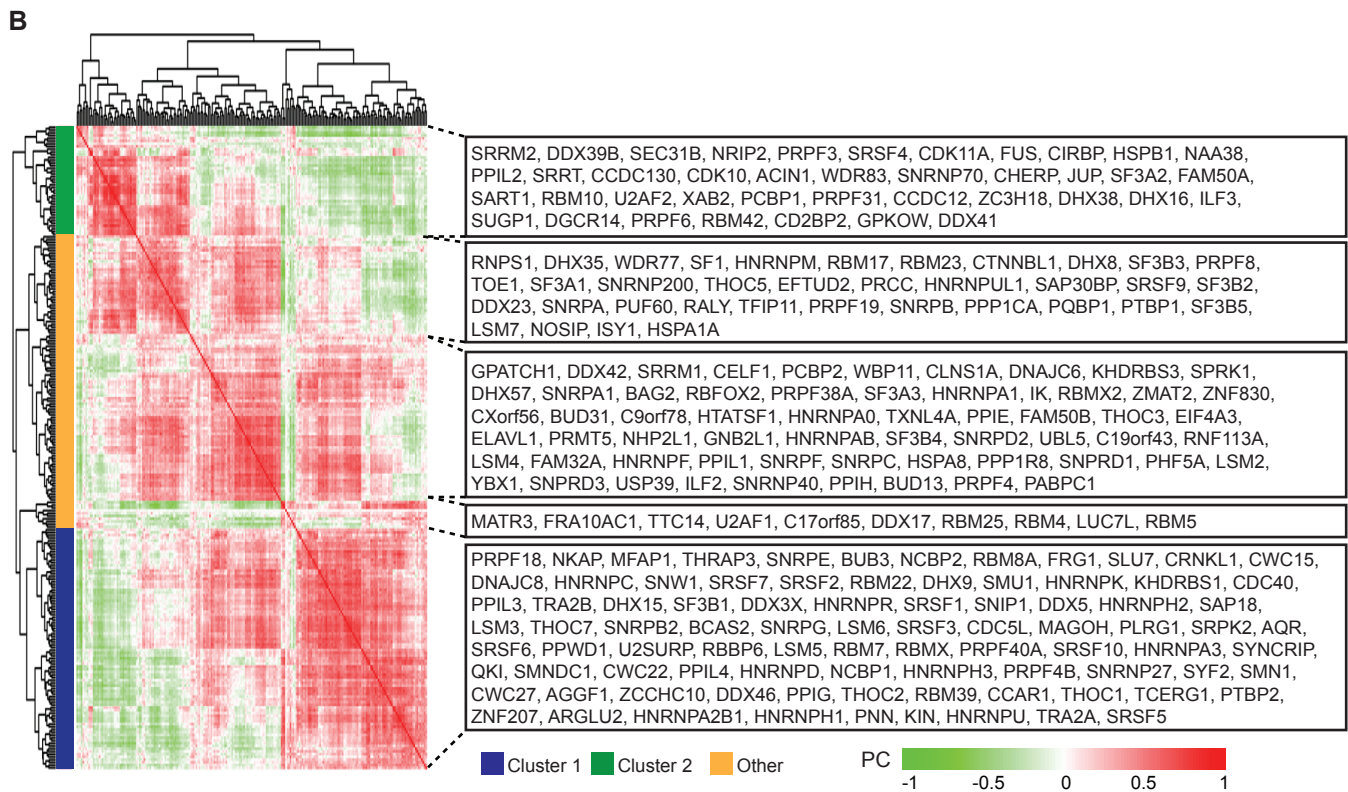 B
SRRM2, DDX39B, SEC31B, NRIP2, PRPF3, SRSF4, CDK11A, FUS, CIRBP, HSPB1, NAA38,
PPIL2, SRRT, CCDC130, CDK10, ACIN1, WDR83, SNRNP70, CHERP, JUP, SF3A2, FAM50A,
SART1, RBM10, U2AF2, XAB2, PCBP1, PRPF31, CCDC12, ZC3H18, DHX38, DHX16, ILF3,
SUGP1, DGCR14, PRPF6, RBM42, CD2BP2, GPKOW, DDX41
RNPS1, DHX35, WDR77, SF1, HNRNPM, RBM17, RBM23, CTNNBL1, DHX8, SF3B3, PRPF8,
TOE1, SF3A1, SNRNP200, THOC5, EFTUD2, PRCC, HNRNPUL1, SAP30BP, SRSF9, SF3B2,
DDX23, SNRPA, PUF60, RALY, TFIP11, PRPF19, SNRPB, PPP1CA, PQBP1, PTBP1, SF3B5,
LSM7, NOSIP, ISY1, HSPA1A
GPATCH1, DDX42, SRRM1, CELF1, PCBP2, WBP11, CLNS1A, DNAJC6, KHDRBS3, SPRK1,
DHX57, SNRPA1, BAG2, RBFOX2, PRPF38A, SF3A3, HNRNPA1, IK, RBMX2, ZMAT2, ZNF830,
CXorf56, BUD31, C9orf78, HTATSF1, HNRNPA0, TXNL4A, PPIE, FAM50B, THOC3, EIF4A3,
ELAVL1, PRMT5, NHP2L1, GNB2L1, HNRNPAB, SF3B4, SNRPD2, UBL5, C19orf43, RNF113A,
LSM4, FAM32A, HNRNPF, PPIL1, SNRPF, SNRPC, HSPA8, PPP1R8, SNPRD1, PHF5A, LSM2,
YBX1, SNPRD3, USP39, ILF2, SNRNP40, PPIH, BUD13, PRPF4, PABPC1
MATR3, FRA10AC1, TTC14, U2AF1, C17orf85, DDX17, RBM25, RBM4, LUC7L, RBM5
PRPF18, NKAP, MFAP1, THRAP3, SNRPE, BUB3, NCBP2, RBM8A, FRG1, SLU7, CRNKL1, CWC15,
DNAJC8, HNRNPC, SNW1, SRSF7, SRSF2, RBM22, DHX9, SMU1, HNRNPK, KHDRBS1, CDC40,
PPIL3, TRA2B, DHX15, SF3B1, DDX3X, HNRNPR, SRSF1, SNIP1, DDX5, HNRNPH2, SAP18,
LSM3, THOC7, SNRPB2, BCAS2, SNRPG, LSM6, SRSF3, CDC5L, MAGOH, PLRG1, SRPK2, AQR,
SRSF6, PPWD1, U2SURP, RBBP6, LSM5, RBM7, RBMX, PRPF40A, SRSF10, HNRNPA3, SYNCRIP,
QKI, SMNDC1, CWC22, PPIL4, HNRNPD, NCBP1, HNRNPH3, PRPF4B, SNRNP27, SYF2, SMN1,
CWC27, AGGF1, ZCCHC10, DDX46, PPIG, THOC2, RBM39, CCAR1, THOC1, TCERG1, PTBP2,
ZNF207, ARGLU2, HNRNPA2B1, HNRNPH1, PNN, KIN, HNRNPU, TRA2A, SRSF5
Cluster 1 Cluster 2 Other PC
-1 -0.5 0 0.5 1